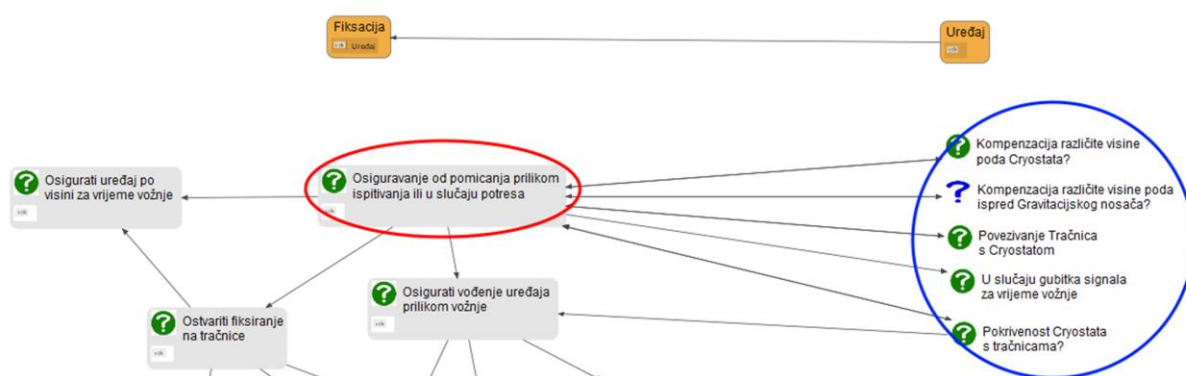 Fiksacija
Uređaj
Uređaj
Osigurati uređaj po
visini za vrijeme vožnje
Osiguravanje od pomicanja prilikom
ispitivanja ili u slučaju potresa
Kompenzacija različite visine
poda Cryostata?
Kompenzacija različite visine poda
ispred Gravitacijskog nosača?
Povezivanje Tračnica
s Cryostatom
U slučaju gubitka signala
za vrijeme vožnje
Pokrivenost Cryostata
s tračnicama?
Osigurati vođenje uređaja
prilikom vožnje
Ostvariti fiksiranje
na tračnice